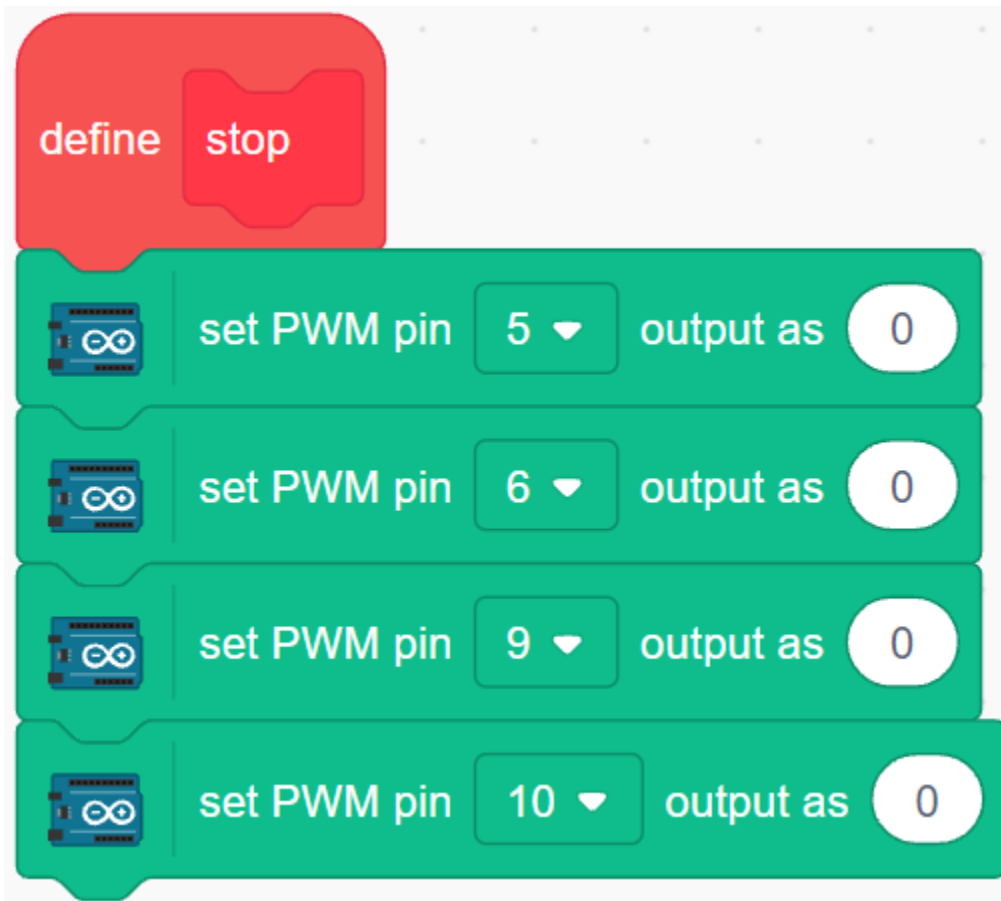 define stop
set PWM pin 5 output as 0
set PWM pin 6 output as 0
set PWM pin 9 output as 0
set PWM pin 10 output as 0